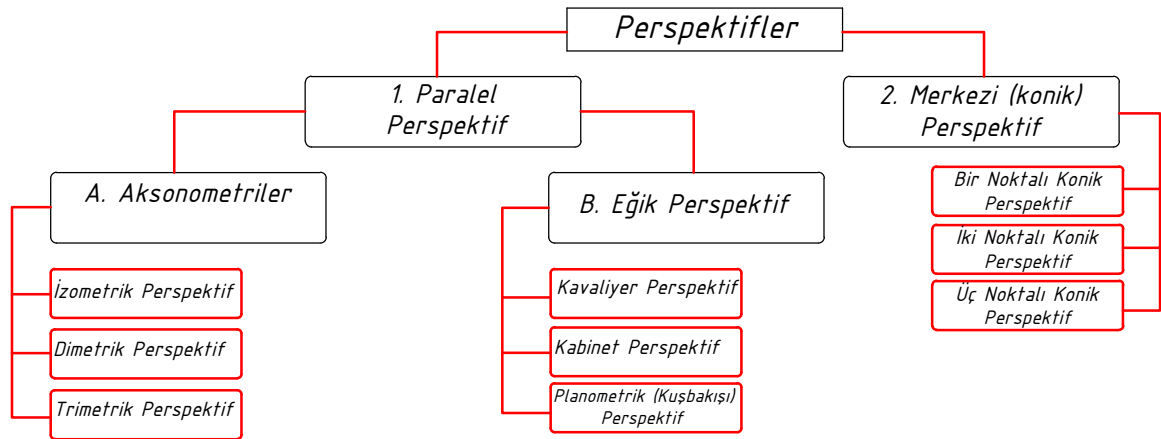 Perspektifler
1. Paralel
Perspektif
2. Merkezi (konik)
Perspektif
A. Aksonometriler
B. Eğik Perspektif
İzometrik Perspektif
Dimetrik Perspektif
Trimetrik Perspektif
Kavaliyer Perspektif
Kabinet Perspektif
Planometrik (Kuşbakışı)
Perspektif
Bir Noktalı Konik
Perspektif
İki Noktalı Konik
Perspektif
Üç Noktalı Konik
Perspektif